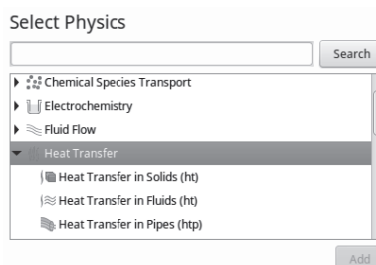 Select Physics
Search
Chemical Species Transport
Electrochemistry
Fluid Flow
Heat Transfer
Heat Transfer in Solids (ht)
Heat Transfer in Fluids (ht)
Heat Transfer in Pipes (htp)
Add